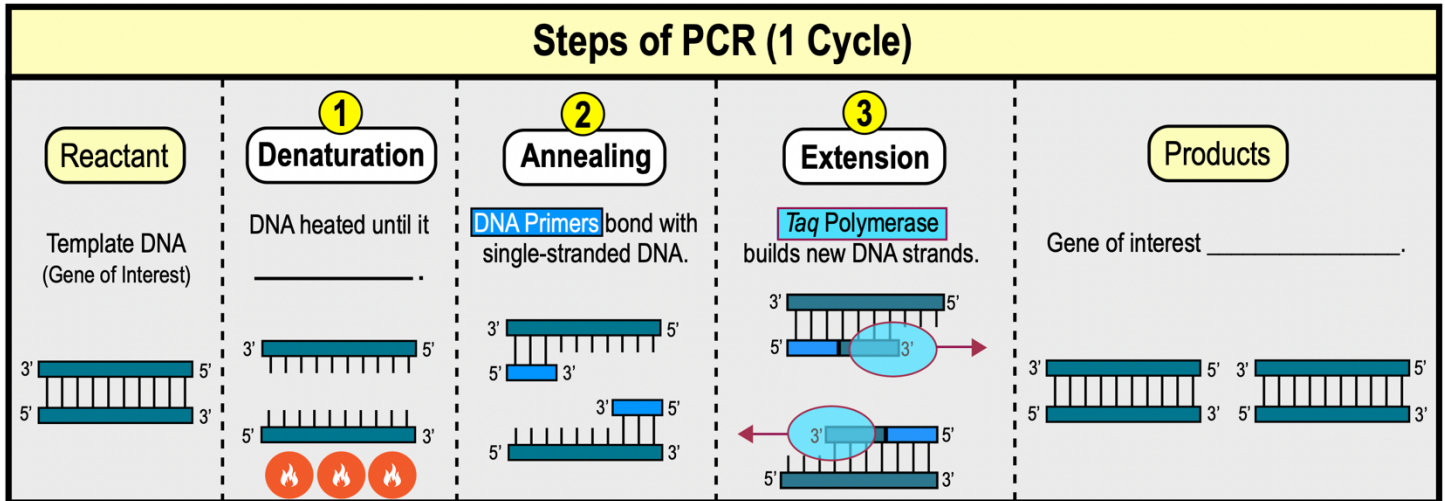 Steps of PCR (1 Cycle)
Reactant
Template DNA
(Gene of Interest)
3’ 5’
5’ 3’
1
Denaturation
DNA heated until it
____________ .
3’ 5’
5’ 3’
2
Annealing
DNA Primers bond with
single-stranded DNA.
3’ 5’
5’ 3’
3’ 5’
5’ 3’
3
Extension
Taq Polymerase
builds new DNA strands.
3’ 5’
5’ 3’
3’ 5’
5’ 3’
Products
Gene of interest ________________.
3’ 5’ 3’ 5’
5’ 3’ 5’ 3’